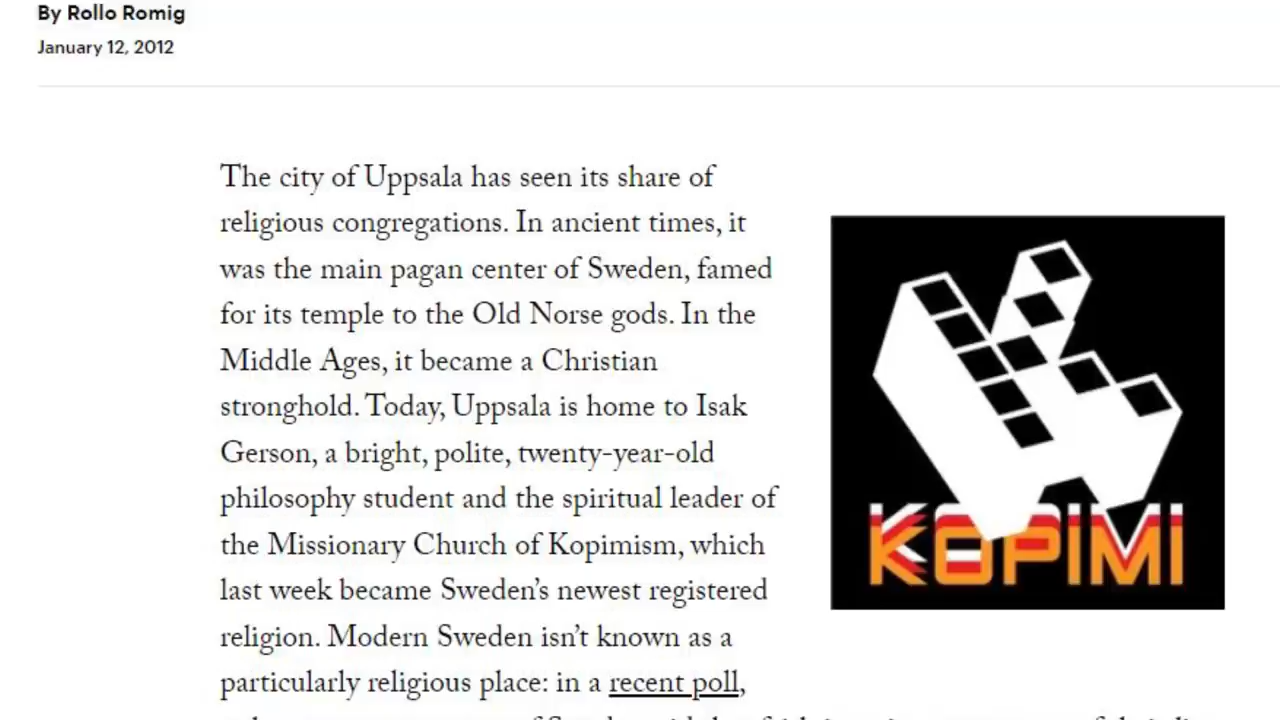 By Rollo Romig
January 12, 2012
The city of Uppsala has seen its share of
religious congregations. In ancient times, it
was the main pagan center of Sweden, famed
for its temple to the Old Norse gods. In the
Middle Ages, it became a Christian
stronghold. Today, Uppsala is home to Isak
Gerson, a bright, polite, twenty-year-old
philosophy student and the spiritual leader of
the Missionary Church of Kopimism, which
last week became Sweden’s newest registered
religion. Modern Sweden isn’t known as a
particularly religious place: in a recent poll,
KOPIMI